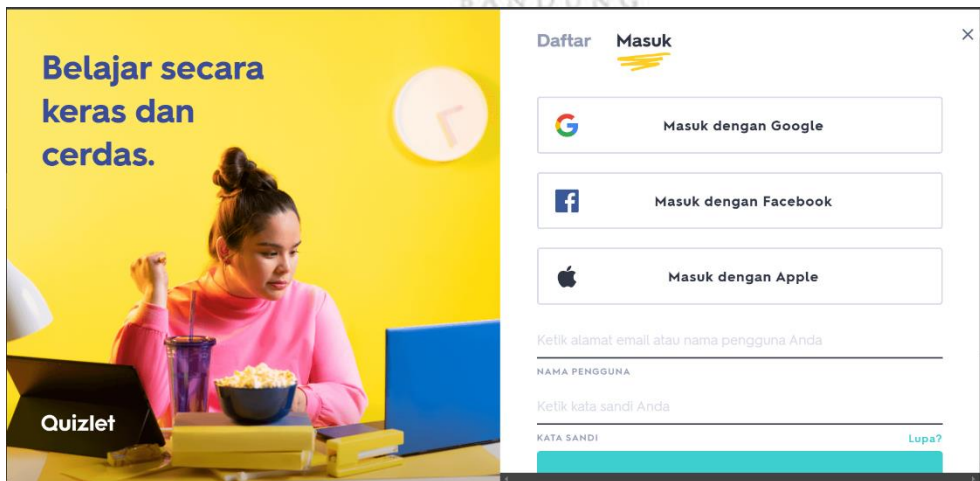 BANDUNG
Belajar secara
keras dan
cerdas.
Quizlet
Daftar Masuk
Masuk dengan Google
Masuk dengan Facebook
Masuk dengan Apple
Ketik alamat email atau nama pengguna Anda
NAMA PENGGUNA
Ketik kata sandi Anda
KATA SANDI Lupa?